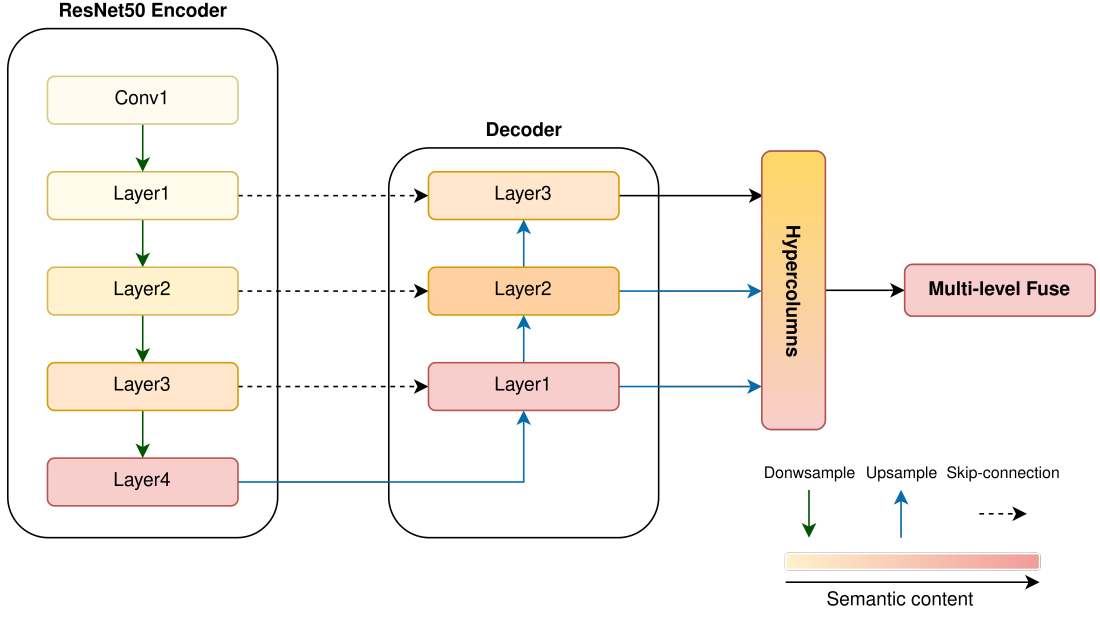 ResNet50 Encoder
Conv1
Layer1
Layer2
Layer3
Layer4
Decoder
Layer3
Layer2
Layer1
Hypercolumns
Multi-level Fuse
Donwsample
Upsample
Skip-connection
Semantic content